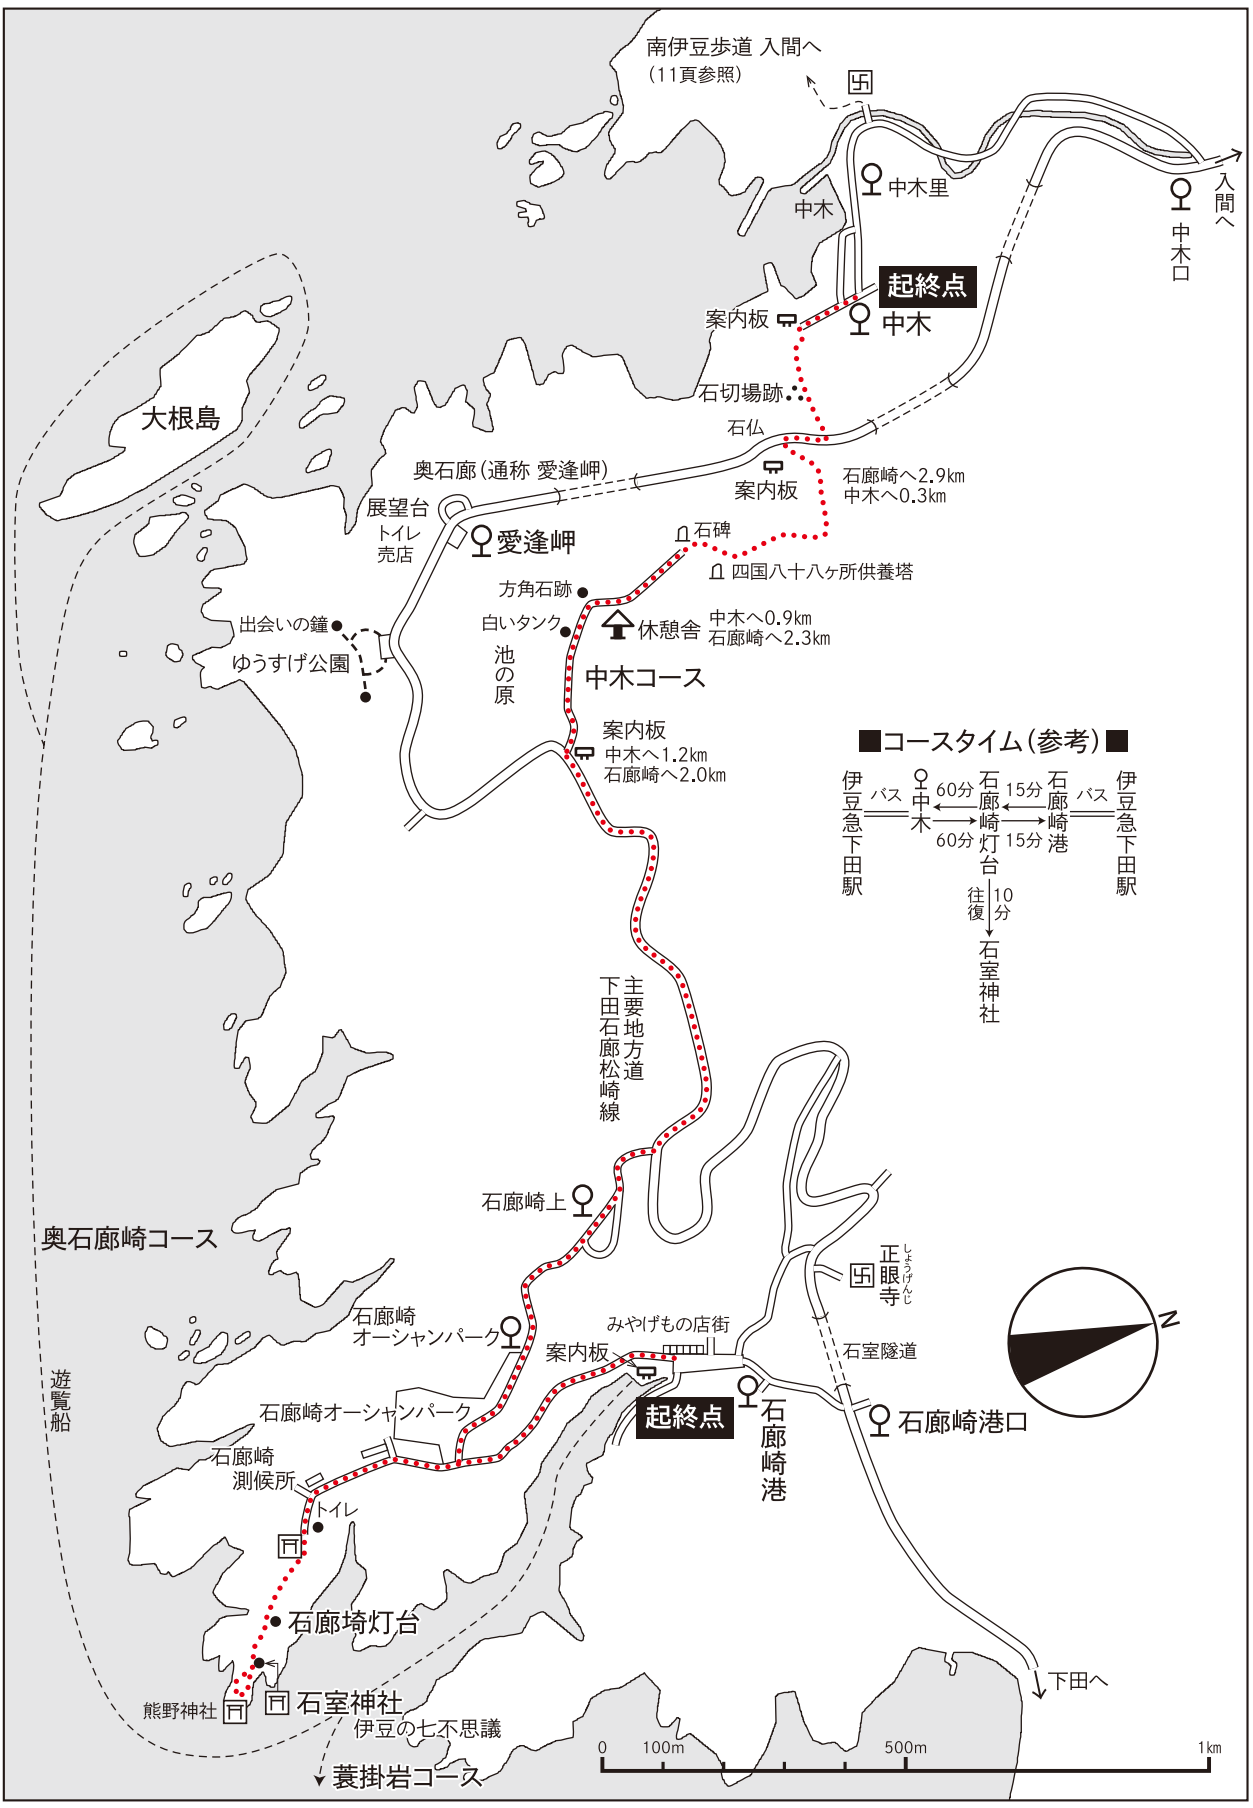 南伊豆歩道 入間へ
(11頁参照)
卍
中木里
中木
中木口
入間へ
起終点
中木
案内板
石切場跡
石仏
大根島
奥石廊(通称 愛逢岬)
案内板
石廊崎へ2.9km
中木へ0.3km
展望台
トイレ
売店
愛逢岬
石碑
四国八十八ヶ所供養塔
方角石跡
白いタンク
休憩舎
中木へ0.9km
石廊崎へ2.3km
出会いの鐘
ゆうすげ公園
池の原
中木コース
案内板
中木へ1.2km
石廊崎へ2.0km
■コースタイム(参考)■
伊豆急下田駅
バス
中木
60分
60分
石廊崎灯台
15分
15分
石廊崎港
バス
伊豆急下田駅
往復
10分
石室神社
主要地方道
下田石廊松崎線
石廊崎上
奥石廊崎コース
正眼寺
しょうげんじ
卍
石廊崎
オーシャンパーク
みやげもの店街
案内板
石室隧道
N
遊覧船
石廊崎オーシャンパーク
起終点
石廊崎港
石廊崎港口
石廊崎
測候所
トイレ
石廊埼灯台
熊野神社
石室神社
伊豆の七不思議
蓑掛岩コース
下田へ
0 100m 500m 1km